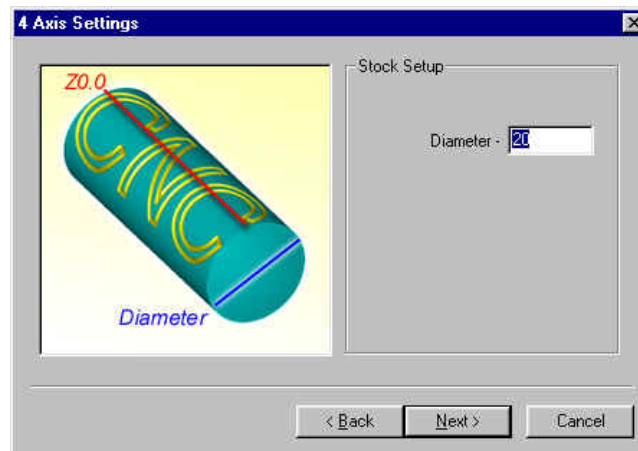 4 Axis Settings
Z0.0
CNC
Diameter
Stock Setup
Diameter - 20
< Back
Next >
Cancel